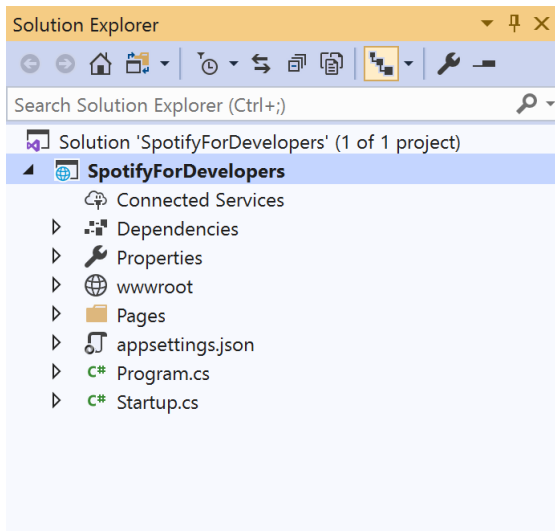 Solution Explorer
Search Solution Explorer (Ctrl+;)
Solution 'SpotifyForDevelopers' (1 of 1 project)
SpotifyForDevelopers
Connected Services
Dependencies
Properties
wwwroot
Pages
appsettings.json
C# Program.cs
C# Startup.cs